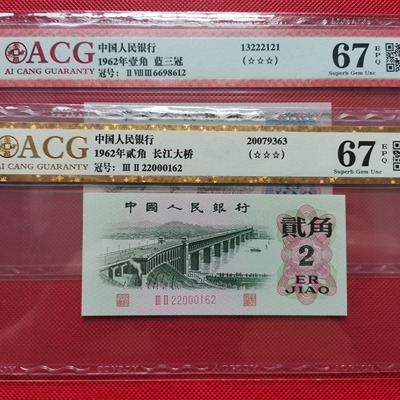 ACG
AI CANG GUARANTY
中国人民银行
1962年壹角 蓝三冠
冠号: II VIII III 6698612
13222121
(☆☆☆)
67 EPQ
Superb Gem Unc
ACG
AI CANG GUARANTY
中国人民银行
1962年贰角 长江大桥
冠号: III II 22000162
20079363
(☆☆☆)
67 EPQ
Superb Gem Unc
中國人民銀行
貳角
2
ER
JIAO
III II 22000162